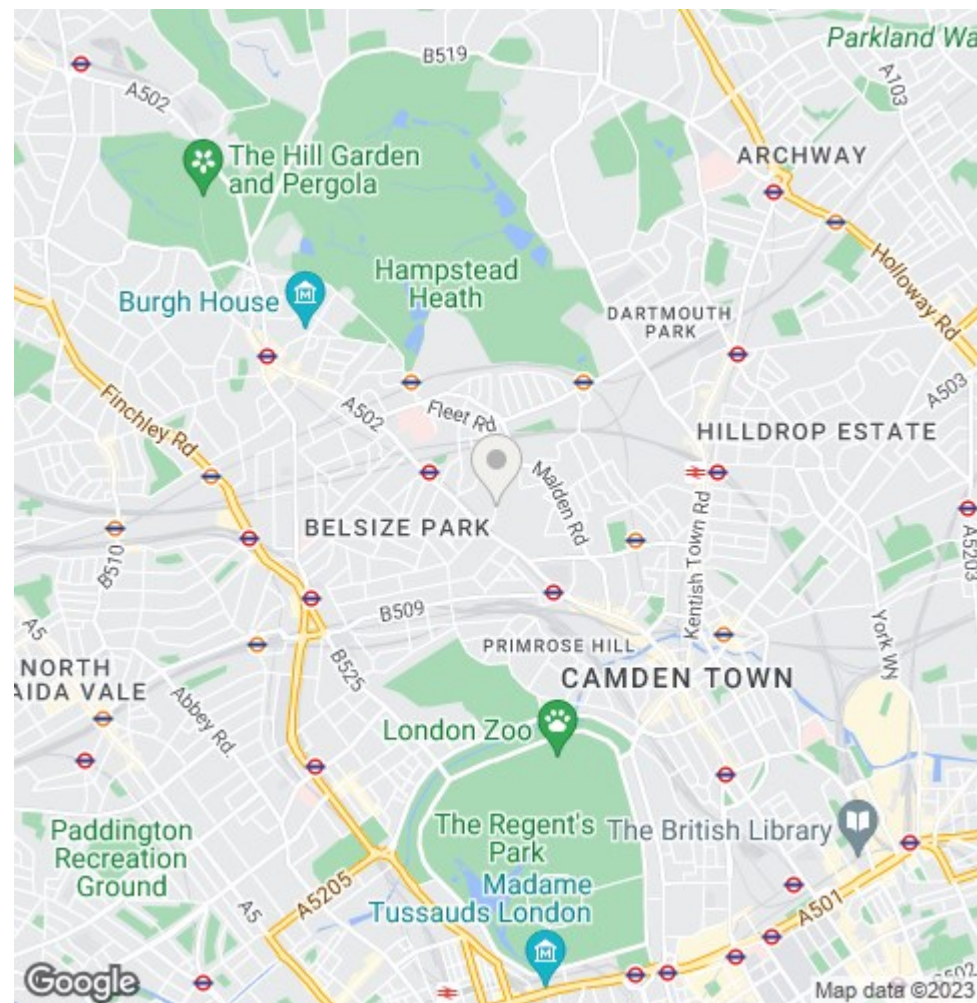 Parkland Wa
B519
A502
A103
The Hill Garden
and Pergola
ARCHWAY
Hampstead
Heath
Burgh House
Holloway Rd
DARTMOUTH
PARK
A502
Fleet Rd
A503
Finchley Rd
HILLDROP ESTATE
Malden Rd
BELSIZE PARK
B510
Kentish Town Rd
A5203
B509
A5
PRIMROSE HILL
York WN
NORTH
AIDA VALE
B525
CAMDEN TOWN
Abbey Rd.
London Zoo
Paddington
Recreation
Ground
The Regent's
Park
The British Library
Madame
Tussauds London
A5205
A5
A501
A502
Google
Map data ©2023